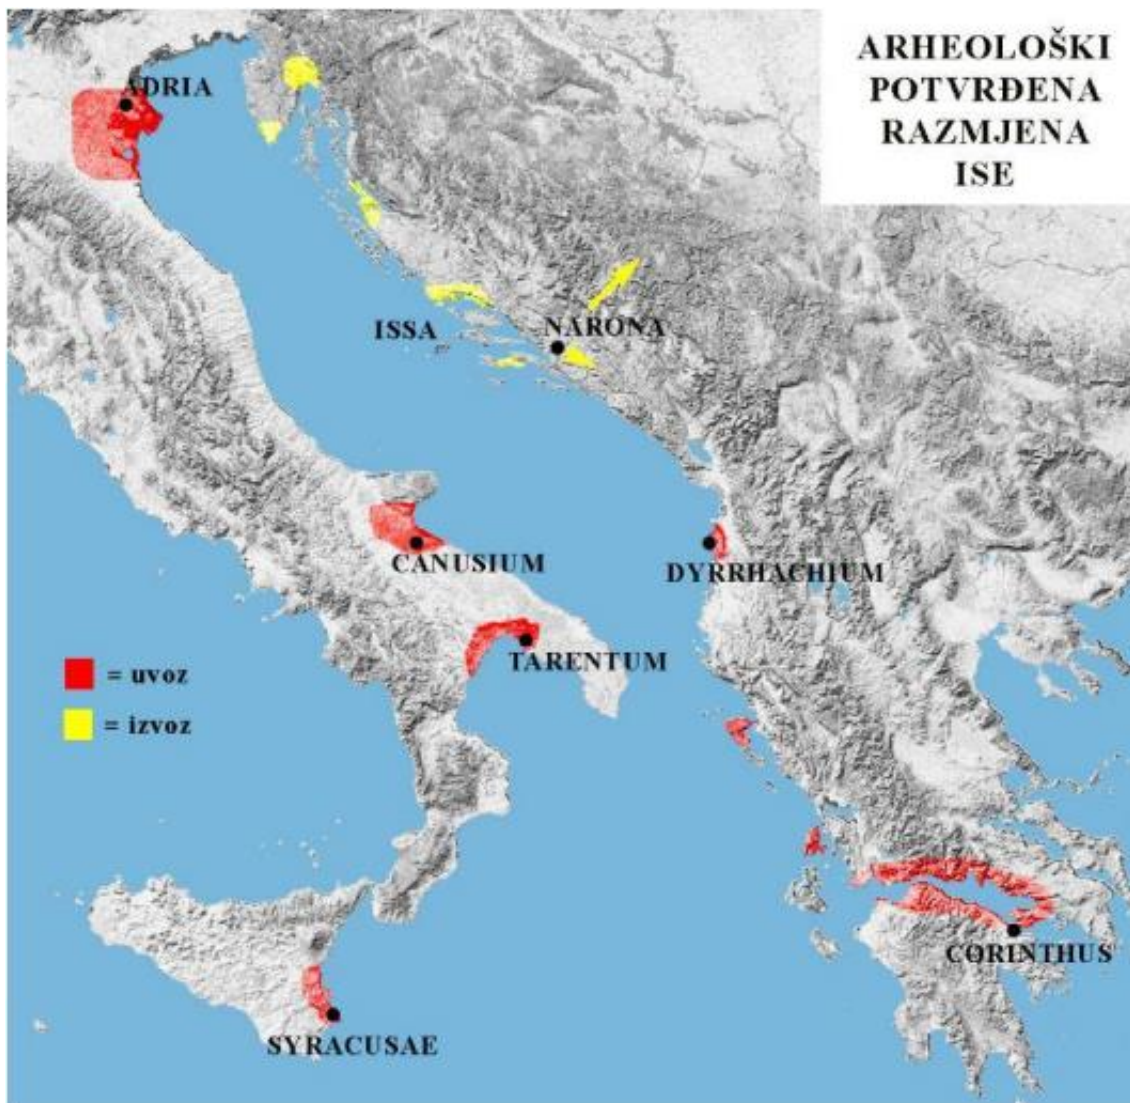 ARHEOLOŠKI
POTVRĐENA
RAZMJENA
ISE
ADRIA
ISSA
NARONA
CANUSIUM
DYRRHACHIUM
TARENTUM
= uvoz
= izvoz
CORINTHUS
SYRACUSAE